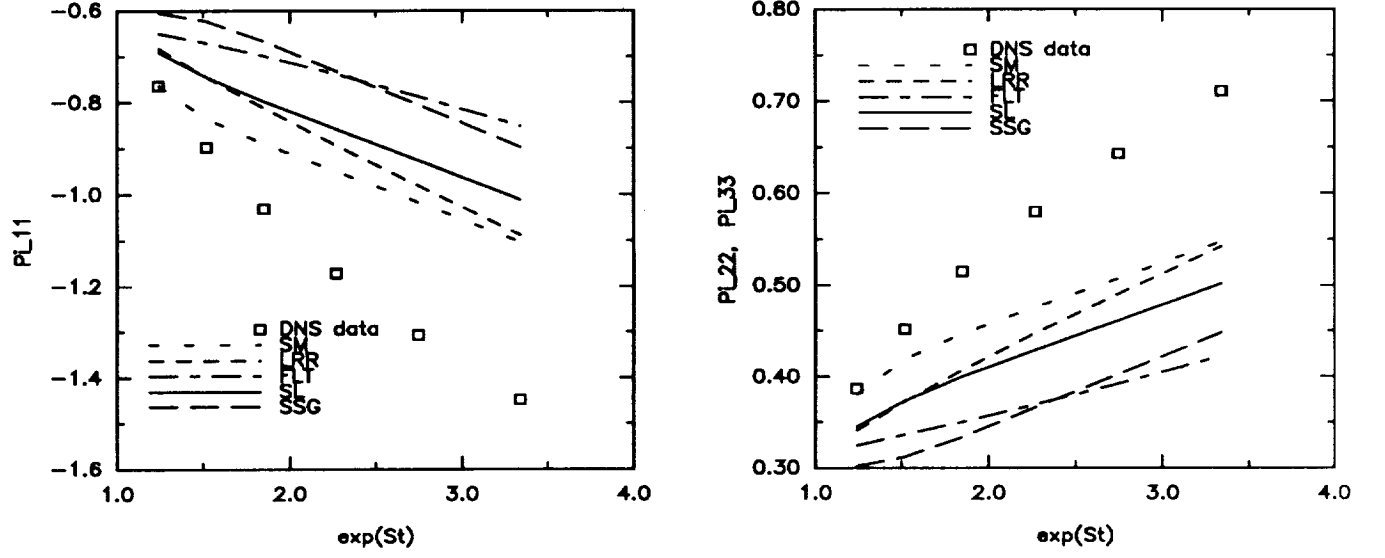 -0.6
-0.8
-1.0
-1.2
-1.4
-1.6
Pi_11
DNS data
SM
LRR
FLT
SL
SSG
1.0 2.0 3.0 4.0
exp(St)
0.80
0.70
0.60
0.50
0.40
0.30
Pi_22, Pi_33
DNS data
SM
LRR
FLT
SL
SSG
1.0 2.0 3.0 4.0
exp(St)